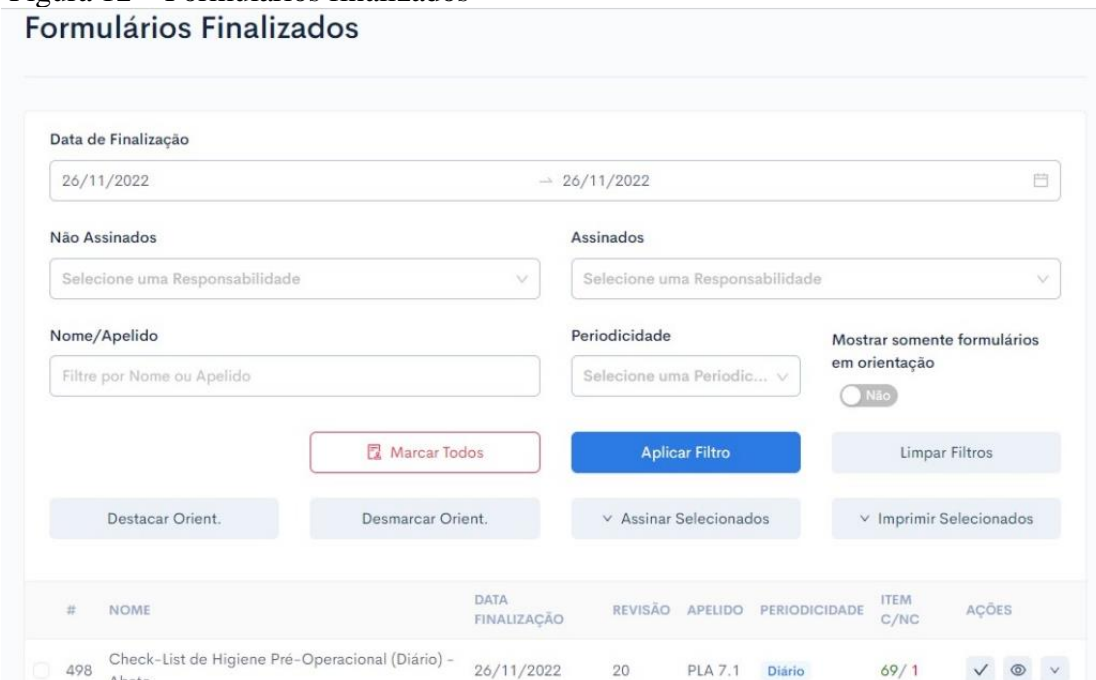 Figura 12 – Formulários finalizados
Formulários Finalizados
Data de Finalização
26/11/2022 → 26/11/2022
Não Assinados Assinados
Selecione uma Responsabilidade Selecione uma Responsabilidade
Nome/Apelido Periodicidade Mostrar somente formulários
em orientação
Filtre por Nome ou Apelido Selecione uma Periodic...
Não
Marcar Todos Aplicar Filtro Limpar Filtros
Destacar Orient. Desmarcar Orient. Assinar Selecionados Imprimir Selecionados
# NOME DATA FINALIZAÇÃO REVISÃO APELIDO PERIODICIDADE ITEM C/NC AÇÕES
498 Check-List de Higiene Pré-Operacional (Diário) - 26/11/2022 20 PLA 7.1 Diário 69/ 1